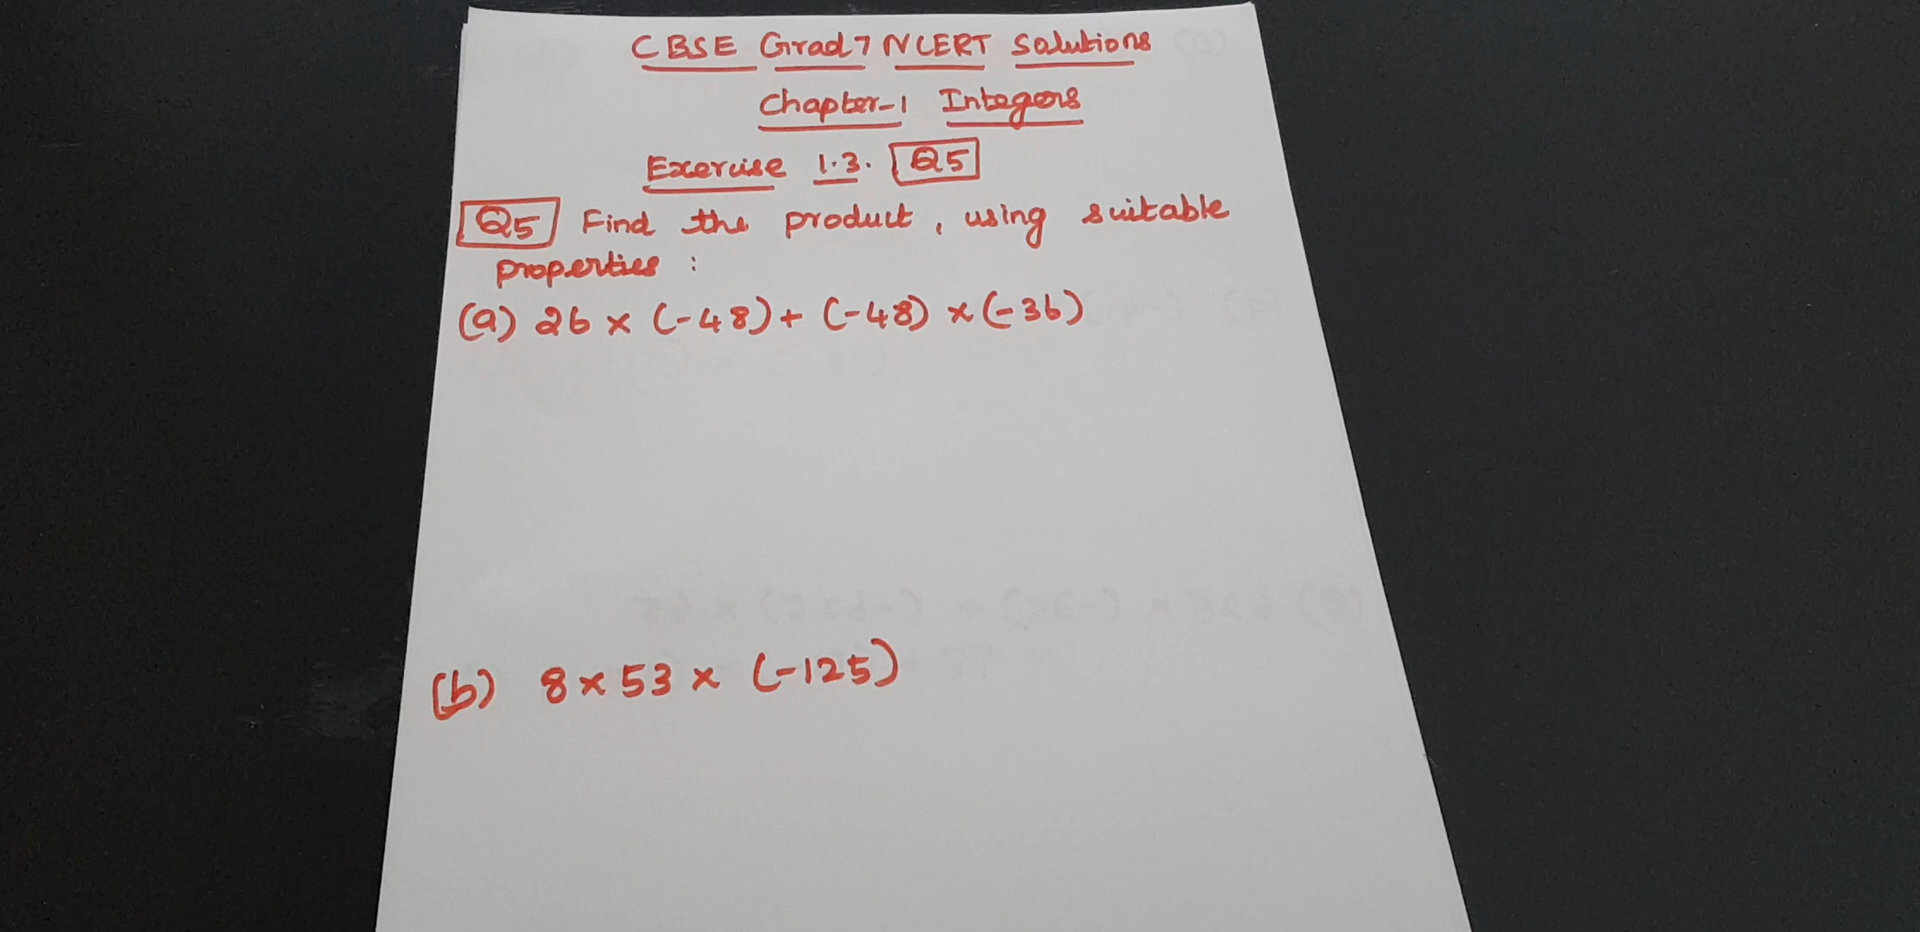 CBSE Grad 7 NCERT Solutions
Chapter-1 Integers
Exercise 1.3. Q5
Q5 Find the product, using suitable
properties :
(a) 26 × (-48) + (-48) × (-36)
(b) 8 × 53 × (-125)